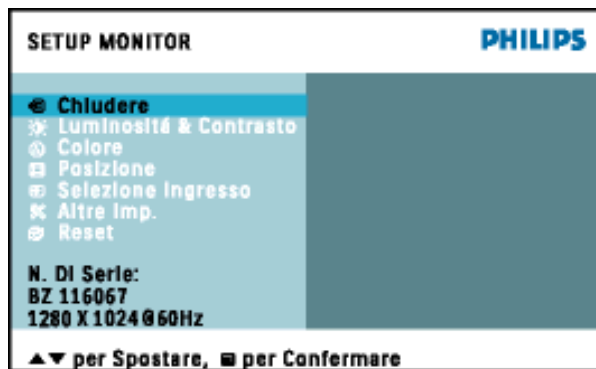 SETUP MONITOR PHILIPS
Chiudere
Luminosité & Contrasto
Colore
Posizione
Selezione Ingresso
Altre Imp.
Reset
N. Di Serie:
BZ 116067
1280 X 1024@60Hz
▲▼ per Spostare, per Confermare